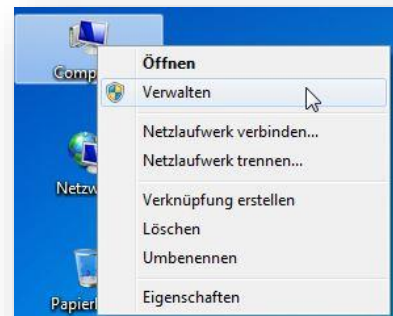 Öffnen
Verwalten
Netzlaufwerk verbinden...
Netzlaufwerk trennen...
Verknüpfung erstellen
Löschen
Umbenennen
Eigenschaften